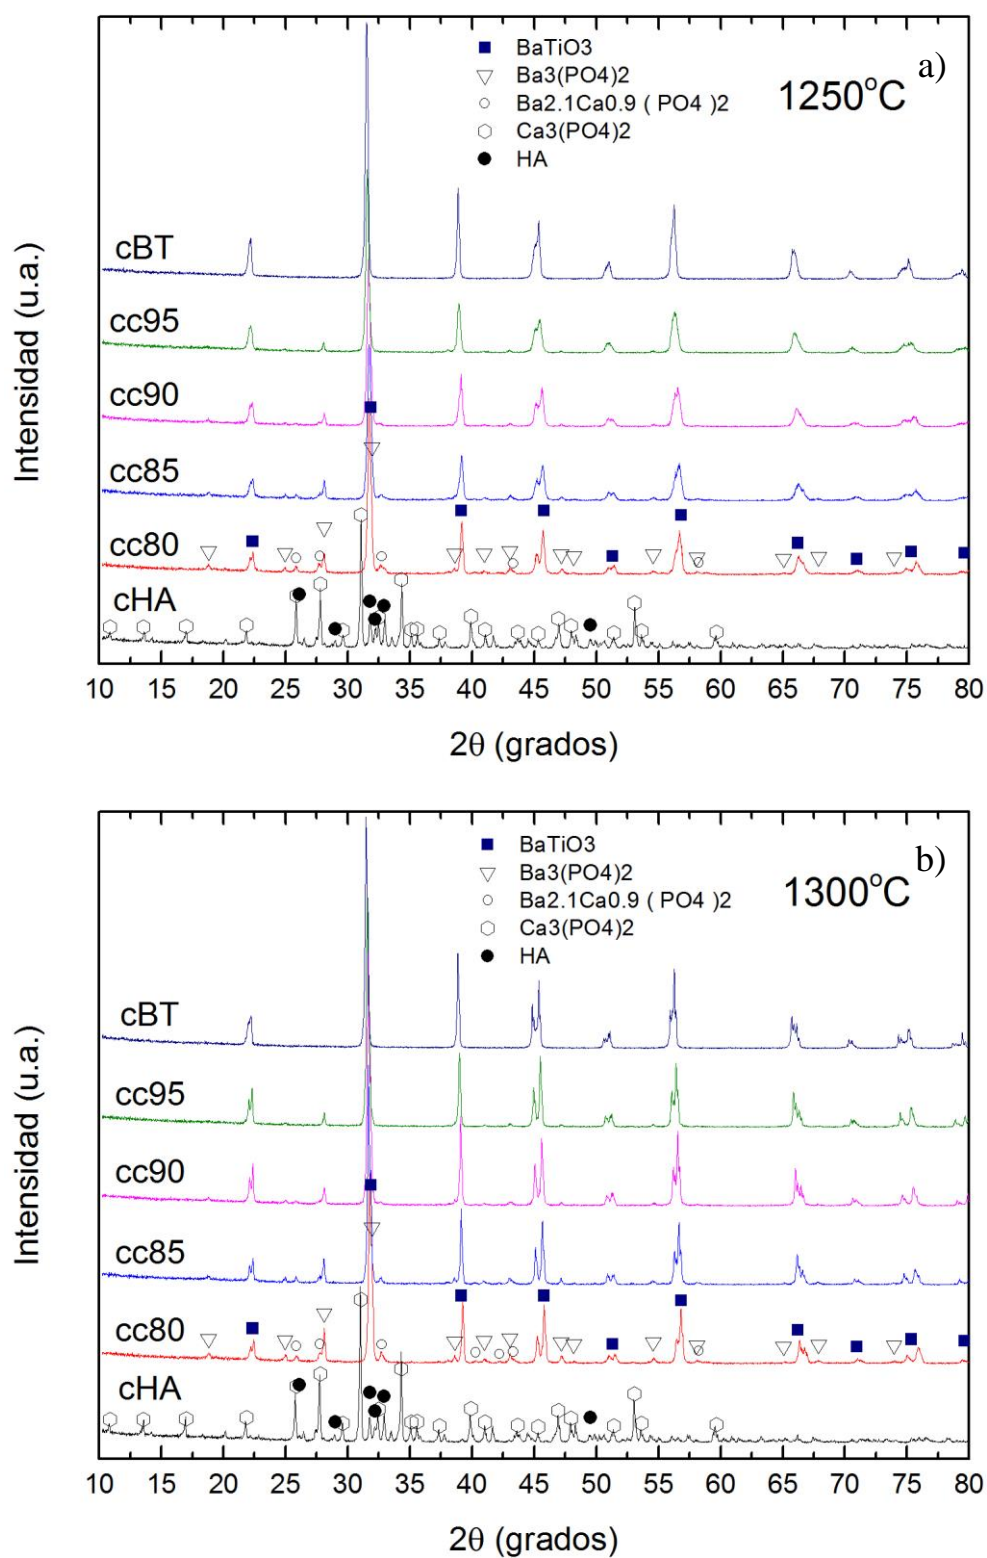 a)
1250°C
BaTiO3
Ba3(PO4)2
Ba2.1Ca0.9 ( PO4 )2
Ca3(PO4)2
HA
cBT
cc95
cc90
cc85
cc80
cHA
Intensidad (u.a.)
10 15 20 25 30 35 40 45 50 55 60 65 70 75 80
2θ (grados)
b)
1300°C
BaTiO3
Ba3(PO4)2
Ba2.1Ca0.9 ( PO4 )2
Ca3(PO4)2
HA
cBT
cc95
cc90
cc85
cc80
cHA
Intensidad (u.a.)
10 15 20 25 30 35 40 45 50 55 60 65 70 75 80
2θ (grados)